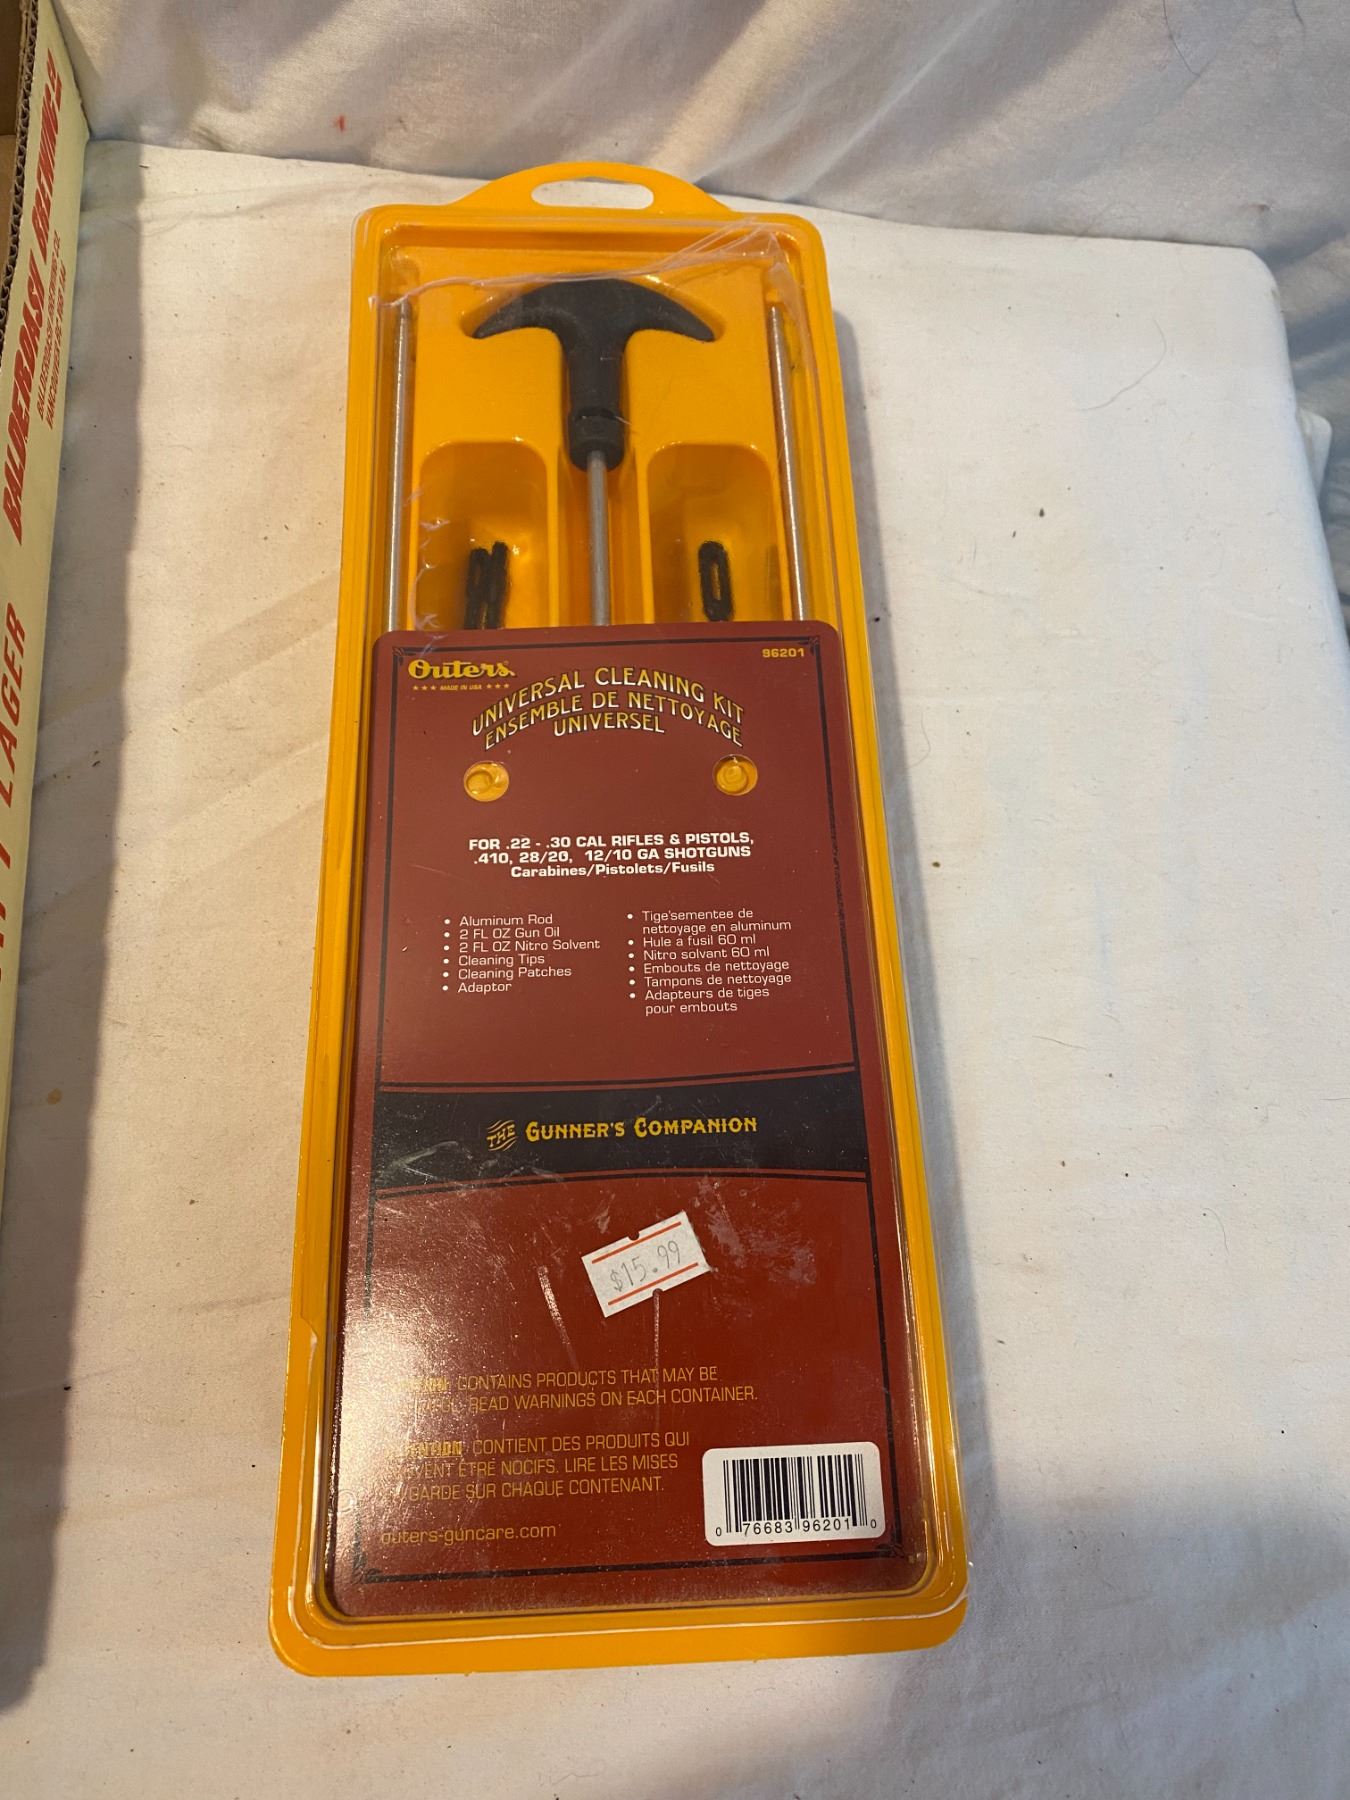 Outers
★★★ MADE IN USA ★★★
96201
UNIVERSAL CLEANING KIT
ENSEMBLE DE NETTOYAGE
UNIVERSEL
FOR .22 - .30 CAL RIFLES & PISTOLS,
.410, 28/20, 12/10 GA SHOTGUNS
Carabines/Pistolets/Fusils
• Aluminum Rod
• 2 FL OZ Gun Oil
• 2 FL OZ Nitro Solvent
• Cleaning Tips
• Cleaning Patches
• Adaptor
• Tige'sementee de
nettoyage en aluminum
• Hule a fusil 60 ml
• Nitro solvant 60 ml
• Embouts de nettoyage
• Tampons de nettoyage
• Adapteurs de tiges
pour embouts
THE GUNNER'S COMPANION
$15.99
CONTAINS PRODUCTS THAT MAY BE
READ WARNINGS ON EACH CONTAINER.
CONTIENT DES PRODUITS QUI
ÊTRE NOCIFS. LIRE LES MISES
GARDE SUR CHAQUE CONTENANT.
outers-guncare.com
0 76683 96201 0
BALDERDASH BREWING
LAGER